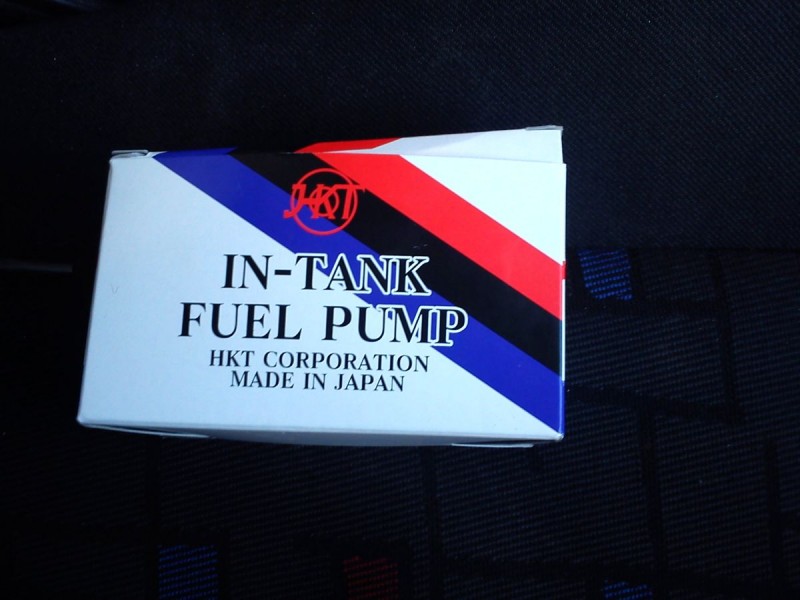 HKT
IN-TANK
FUEL PUMP
HKT CORPORATION
MADE IN JAPAN